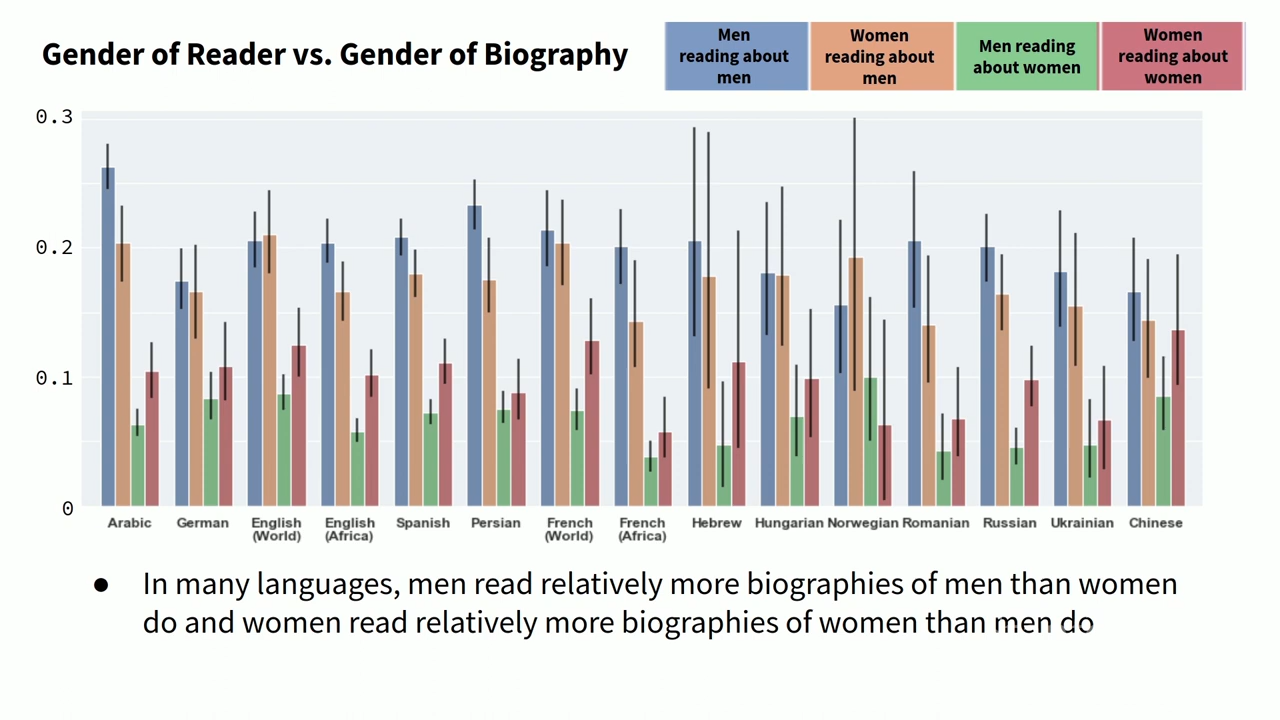 Gender of Reader vs. Gender of Biography
Men
reading about
men
Women
reading about
men
Men reading
about women
Women
reading about
women
0.3
0.2
0.1
0
Arabic
German
English
(World)
English
(Africa)
Spanish
Persian
French
(World)
French
(Africa)
Hebrew
Hungarian
Norwegian
Romanian
Russian
Ukrainian
Chinese
● In many languages, men read relatively more biographies of men than women
do and women read relatively more biographies of women than men do